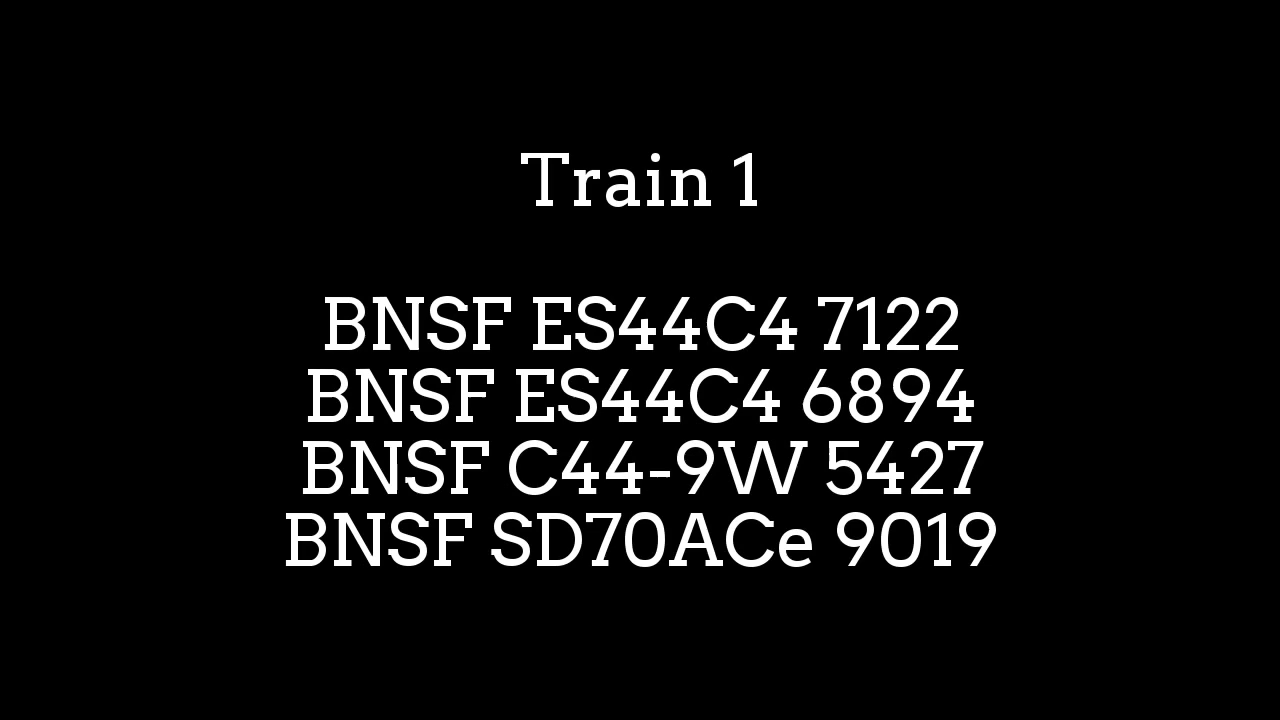 Train 1
BNSF ES44C4 7122
BNSF ES44C4 6894
BNSF C44-9W 5427
BNSF SD70ACe 9019